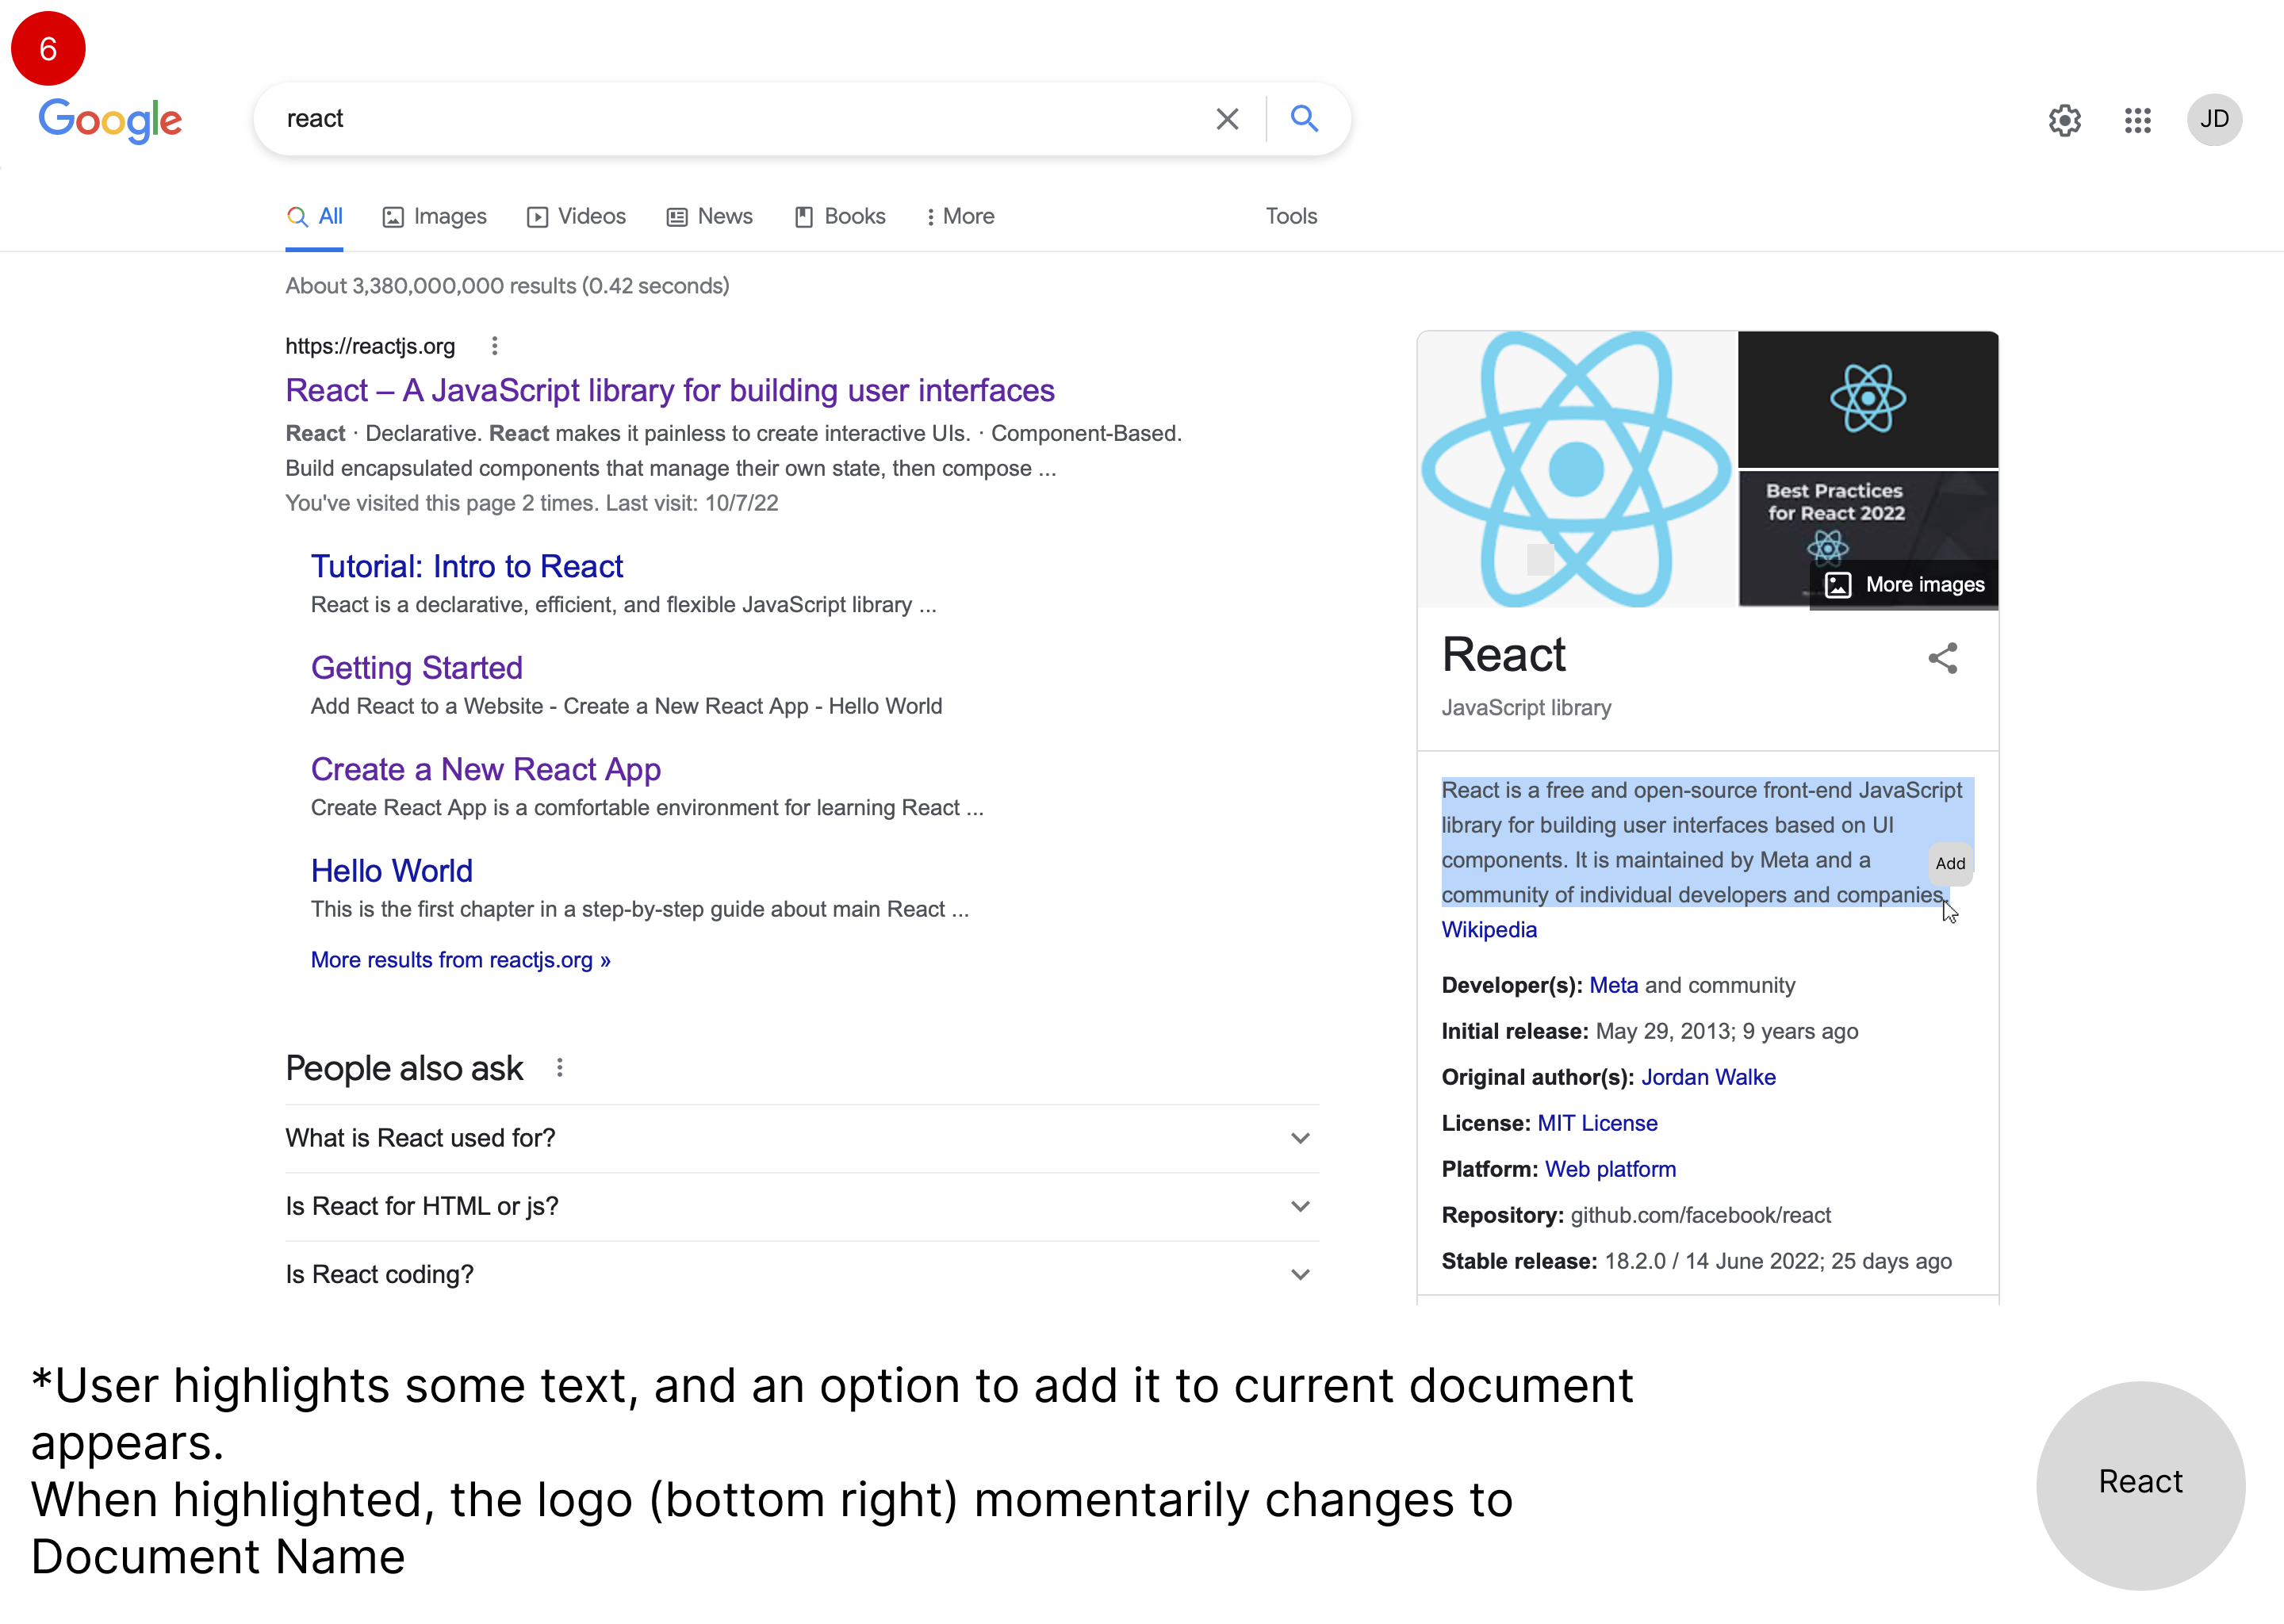 6
Google
react
JD
All
Images
Videos
News
Books
More
Tools
About 3,380,000,000 results (0.42 seconds)
https://reactjs.org
React – A JavaScript library for building user interfaces
React · Declarative. React makes it painless to create interactive UIs. · Component-Based.
Build encapsulated components that manage their own state, then compose ...
You've visited this page 2 times. Last visit: 10/7/22
Tutorial: Intro to React
React is a declarative, efficient, and flexible JavaScript library ...
Getting Started
Add React to a Website - Create a New React App - Hello World
Create a New React App
Create React App is a comfortable environment for learning React ...
Hello World
This is the first chapter in a step-by-step guide about main React ...
More results from reactjs.org »
People also ask
What is React used for?
Is React for HTML or js?
Is React coding?
Best Practices
for React 2022
More images
React
JavaScript library
React is a free and open-source front-end JavaScript
library for building user interfaces based on UI
components. It is maintained by Meta and a
Add
community of individual developers and companies.
Wikipedia
Developer(s): Meta and community
Initial release: May 29, 2013; 9 years ago
Original author(s): Jordan Walke
License: MIT License
Platform: Web platform
Repository: github.com/facebook/react
Stable release: 18.2.0 / 14 June 2022; 25 days ago
*User highlights some text, and an option to add it to current document
appears.
When highlighted, the logo (bottom right) momentarily changes to
Document Name
React